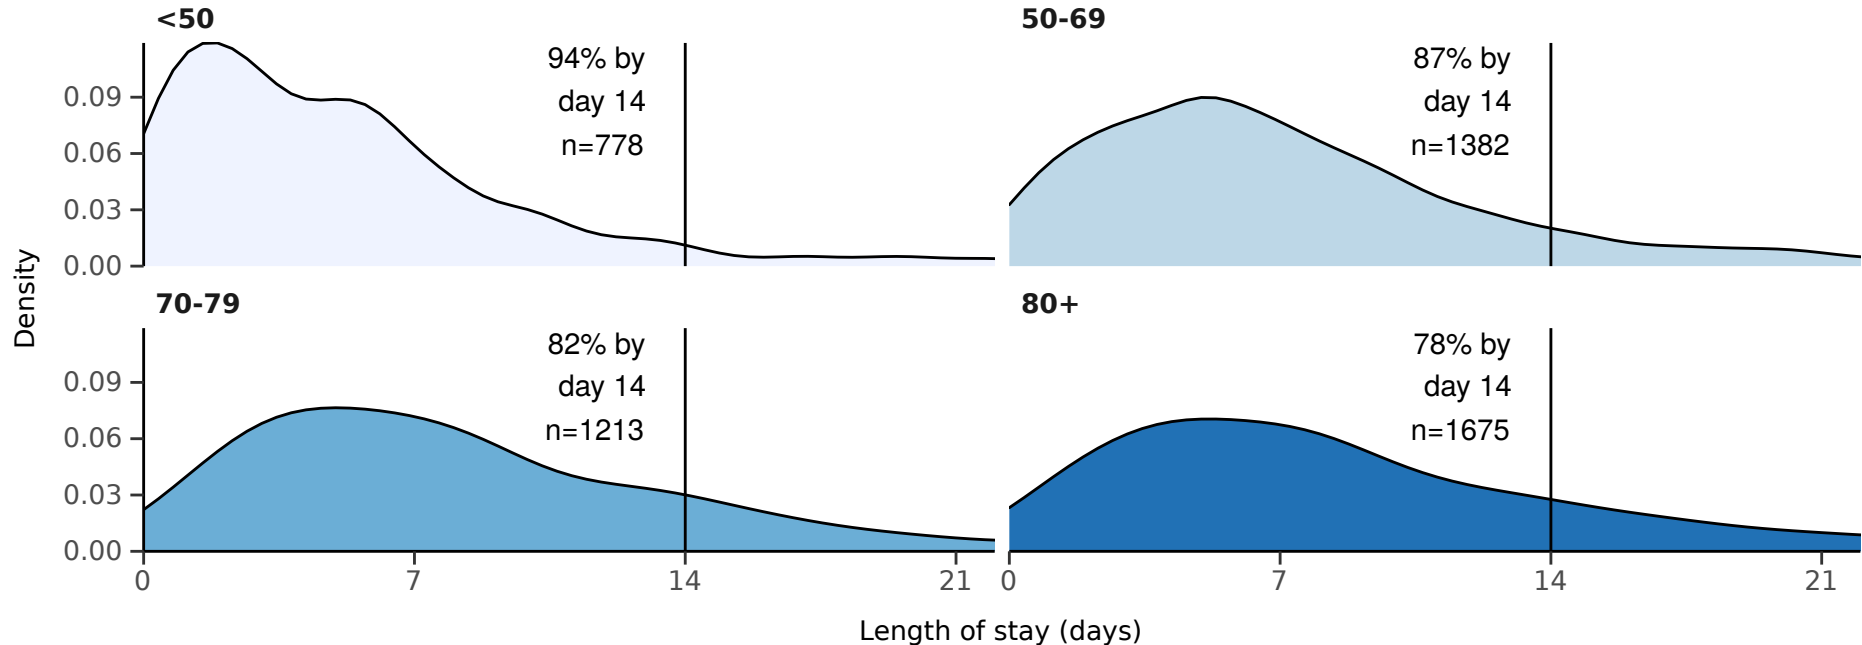 <50
94% by
day 14
n=778
0.09
0.06
0.03
0.00
50-69
87% by
day 14
n=1382
Density
70-79
82% by
day 14
n=1213
0.09
0.06
0.03
0.00
0
7
14
21
80+
78% by
day 14
n=1675
0
7
14
21
Length of stay (days)